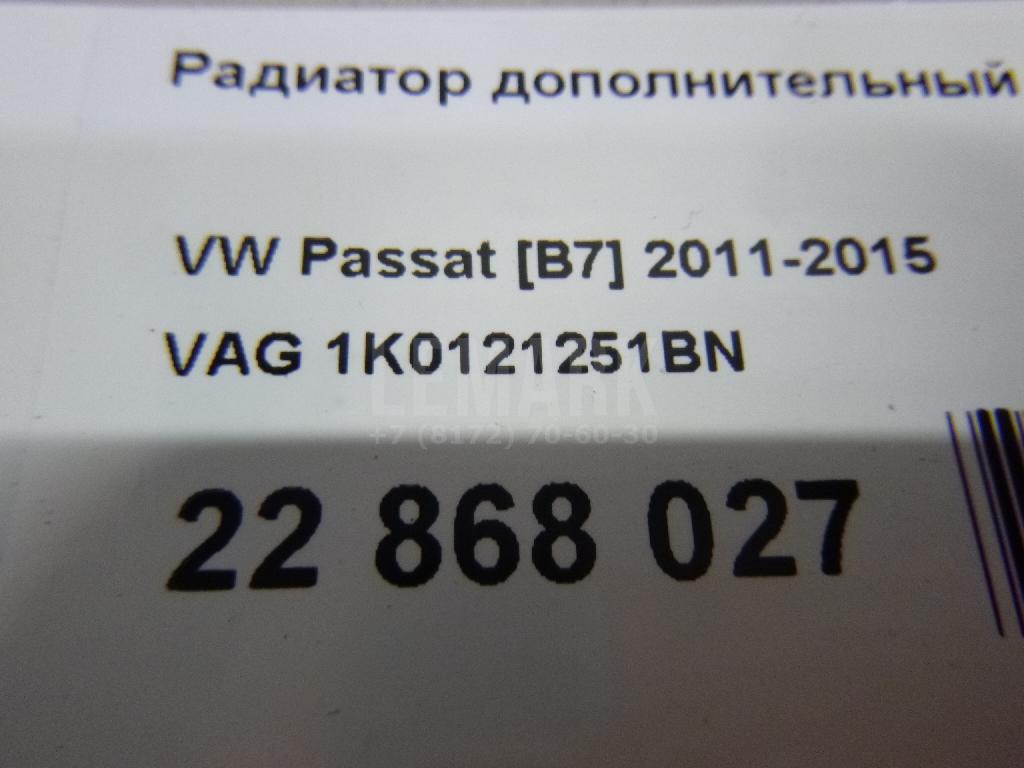 Радиатор дополнительный
VW Passat [B7] 2011-2015
VAG 1K0121251BN
LEMARK
+7 (8172) 70-60-30
22 868 027